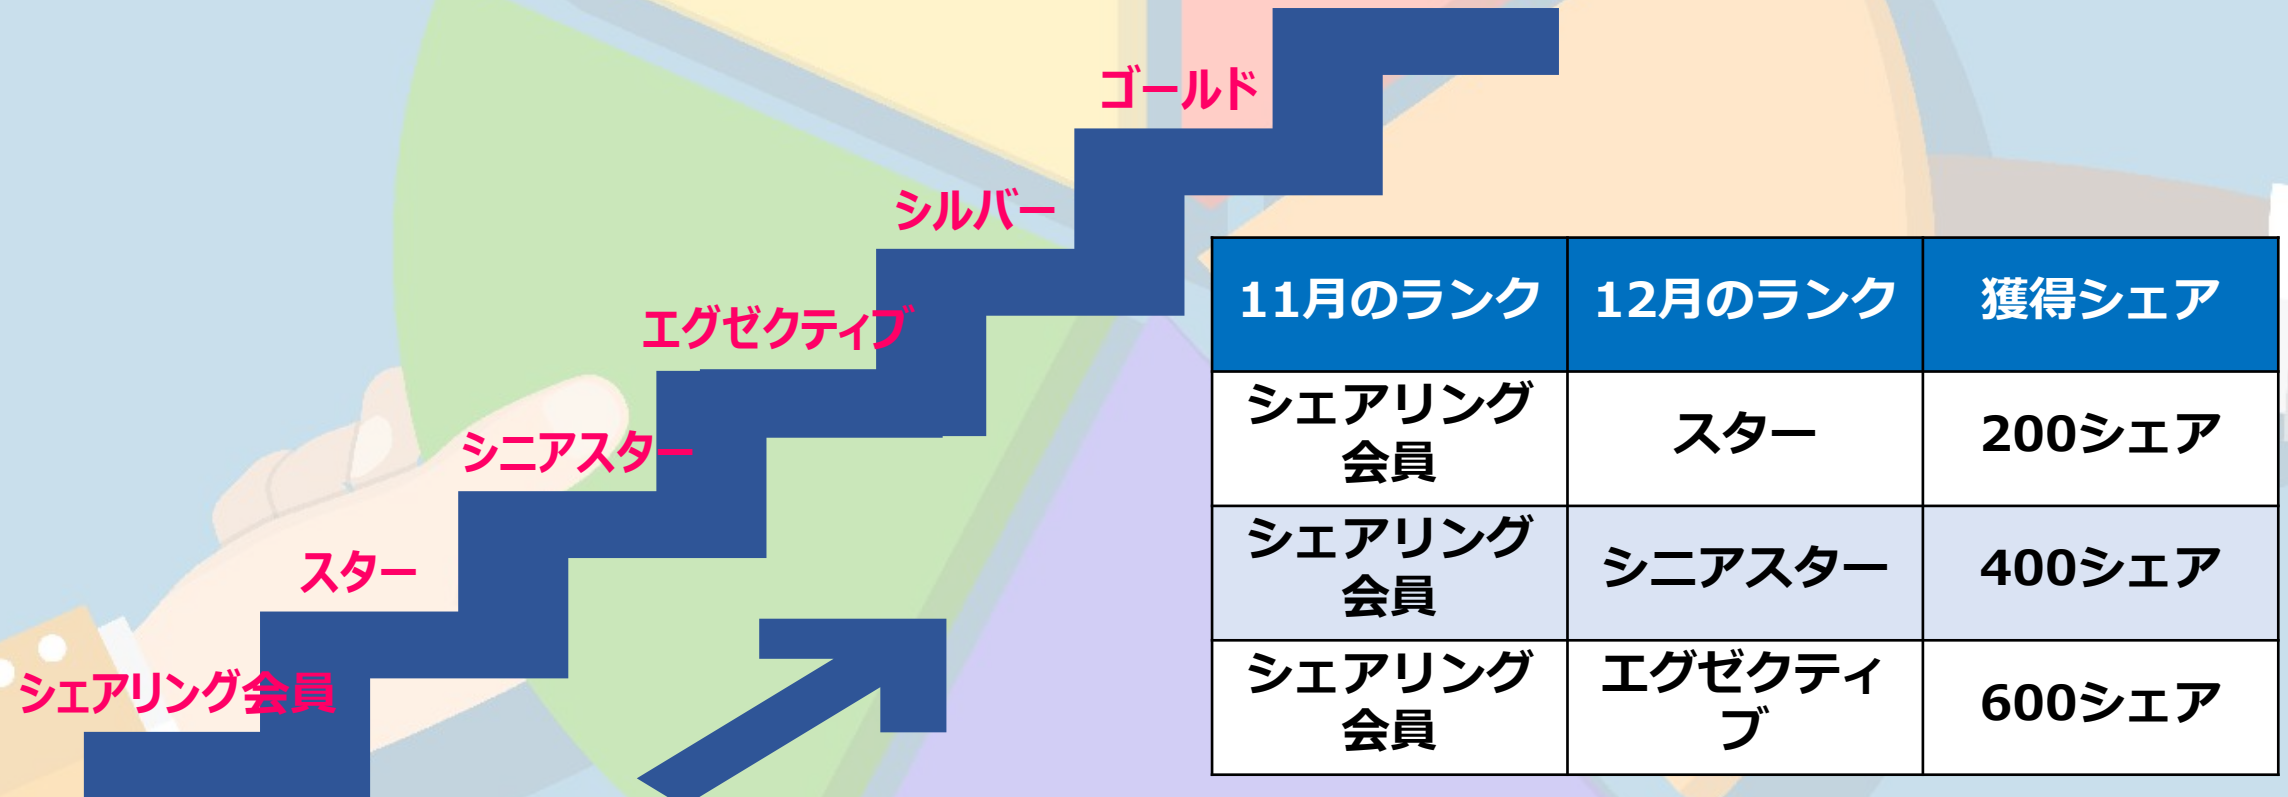 ゴールド
シルバー
エグゼクティブ
シニアスター
スター
シェアリング会員
11月のランク 12月のランク 獲得シェア
シェアリング
会員
スター
200シェア
シェアリング
会員
シニアスター
400シェア
シェアリング
会員
エグゼクティ
ブ
600シェア